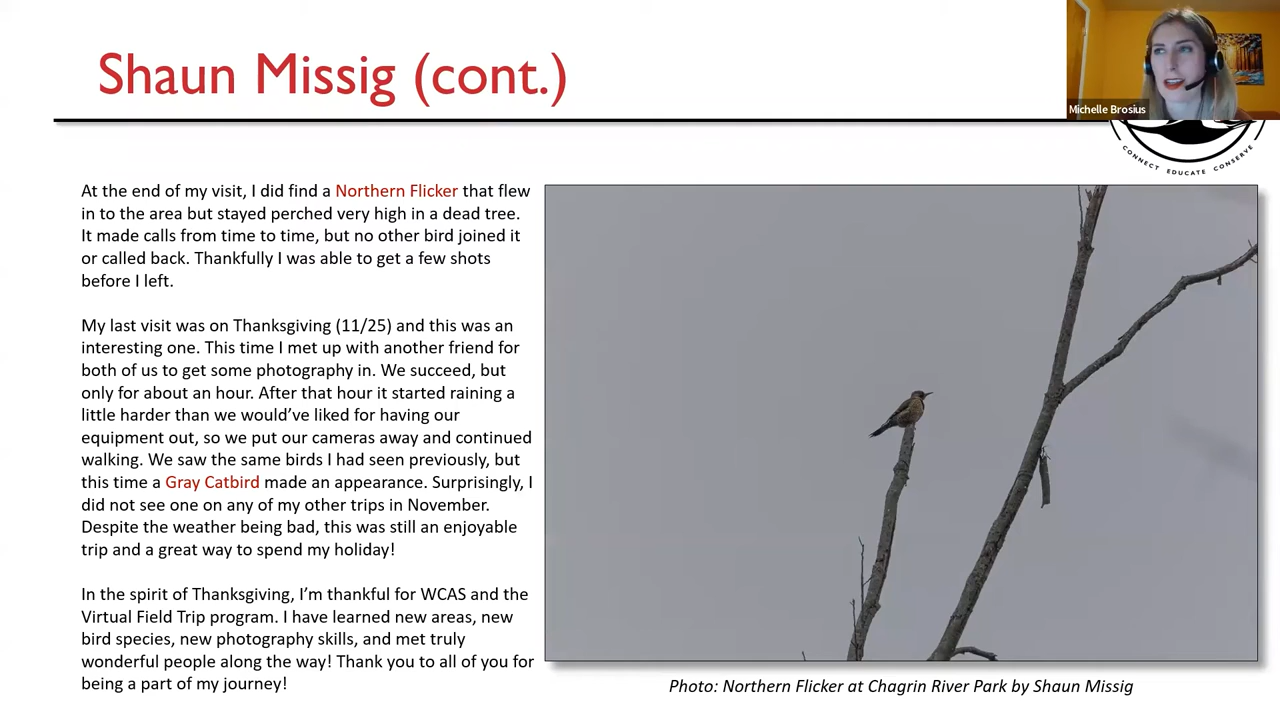 Shaun Missig (cont.)
Michelle Brosius
CONNECT EDUCATE CONSERVE
At the end of my visit, I did find a Northern Flicker that flew
in to the area but stayed perched very high in a dead tree.
It made calls from time to time, but no other bird joined it
or called back. Thankfully I was able to get a few shots
before I left.
My last visit was on Thanksgiving (11/25) and this was an
interesting one. This time I met up with another friend for
both of us to get some photography in. We succeed, but
only for about an hour. After that hour it started raining a
little harder than we would’ve liked for having our
equipment out, so we put our cameras away and continued
walking. We saw the same birds I had seen previously, but
this time a Gray Catbird made an appearance. Surprisingly, I
did not see one on any of my other trips in November.
Despite the weather being bad, this was still an enjoyable
trip and a great way to spend my holiday!
In the spirit of Thanksgiving, I’m thankful for WCAS and the
Virtual Field Trip program. I have learned new areas, new
bird species, new photography skills, and met truly
wonderful people along the way! Thank you to all of you for
being a part of my journey!
Photo: Northern Flicker at Chagrin River Park by Shaun Missig